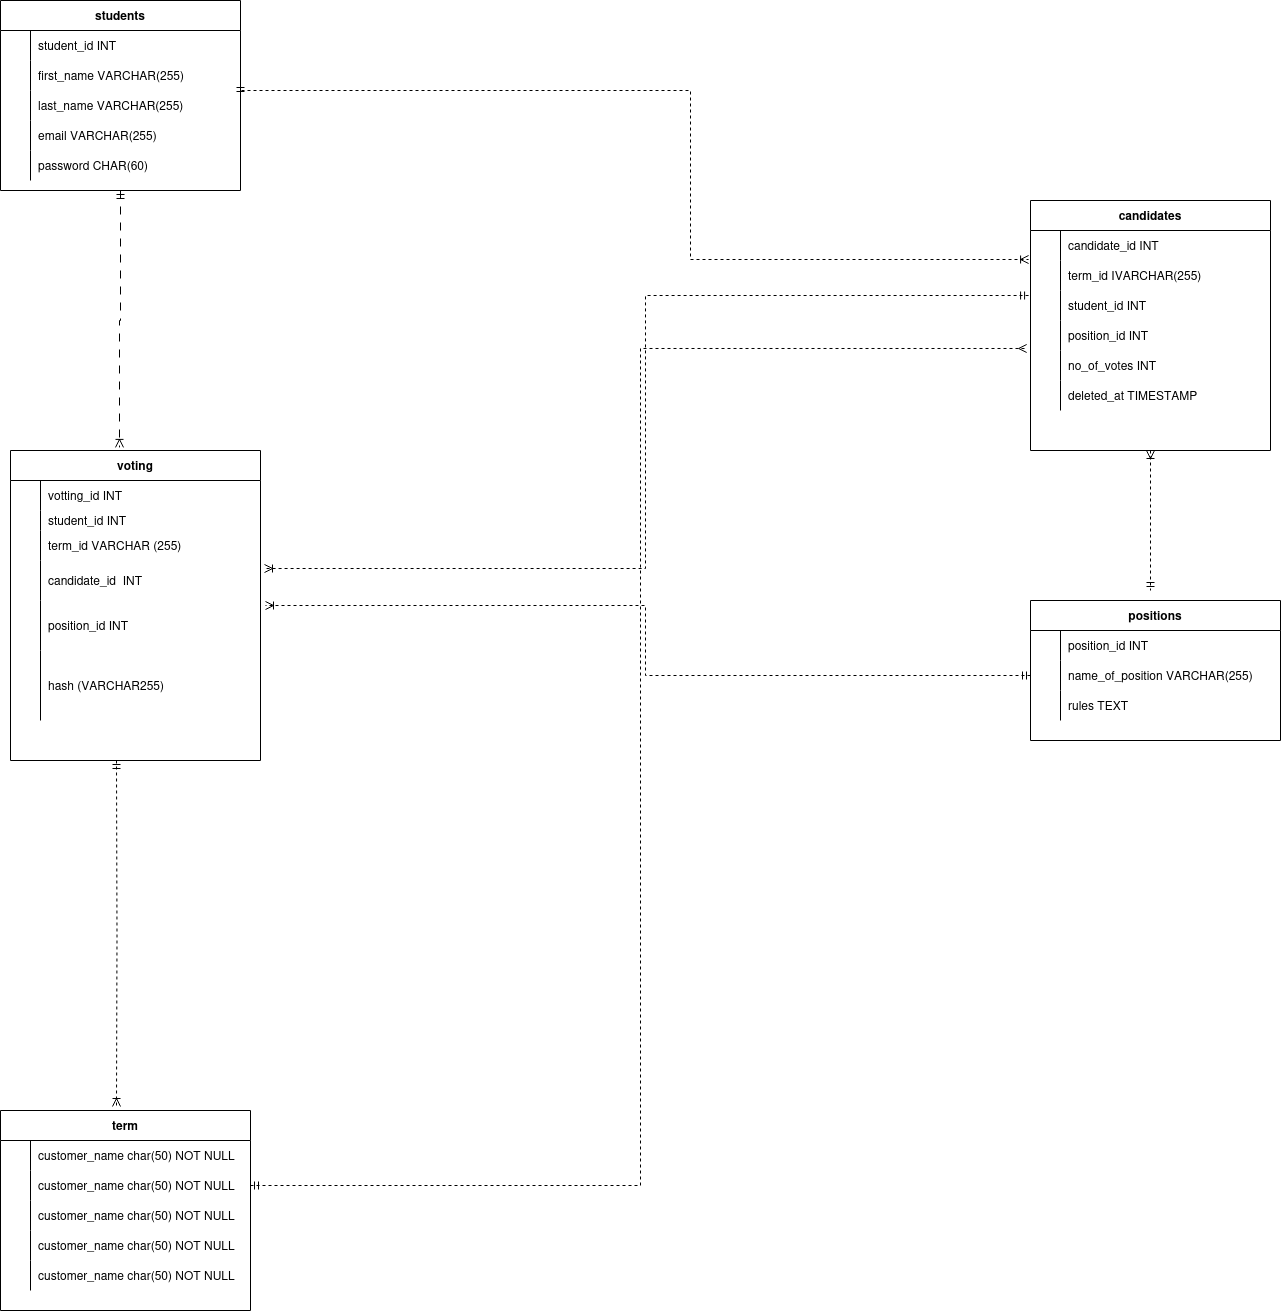 students
student_id INT
first_name VARCHAR(255)
last_name VARCHAR(255)
email VARCHAR(255)
password CHAR(60)
candidates
candidate_id INT
term_id IVARCHAR(255)
student_id INT
position_id INT
no_of_votes INT
deleted_at TIMESTAMP
voting
votting_id INT
student_id INT
term_id VARCHAR (255)
candidate_id  INT
position_id INT
hash (VARCHAR255)
positions
position_id INT
name_of_position VARCHAR(255)
rules TEXT
term
customer_name char(50) NOT NULL
customer_name char(50) NOT NULL
customer_name char(50) NOT NULL
customer_name char(50) NOT NULL
customer_name char(50) NOT NULL